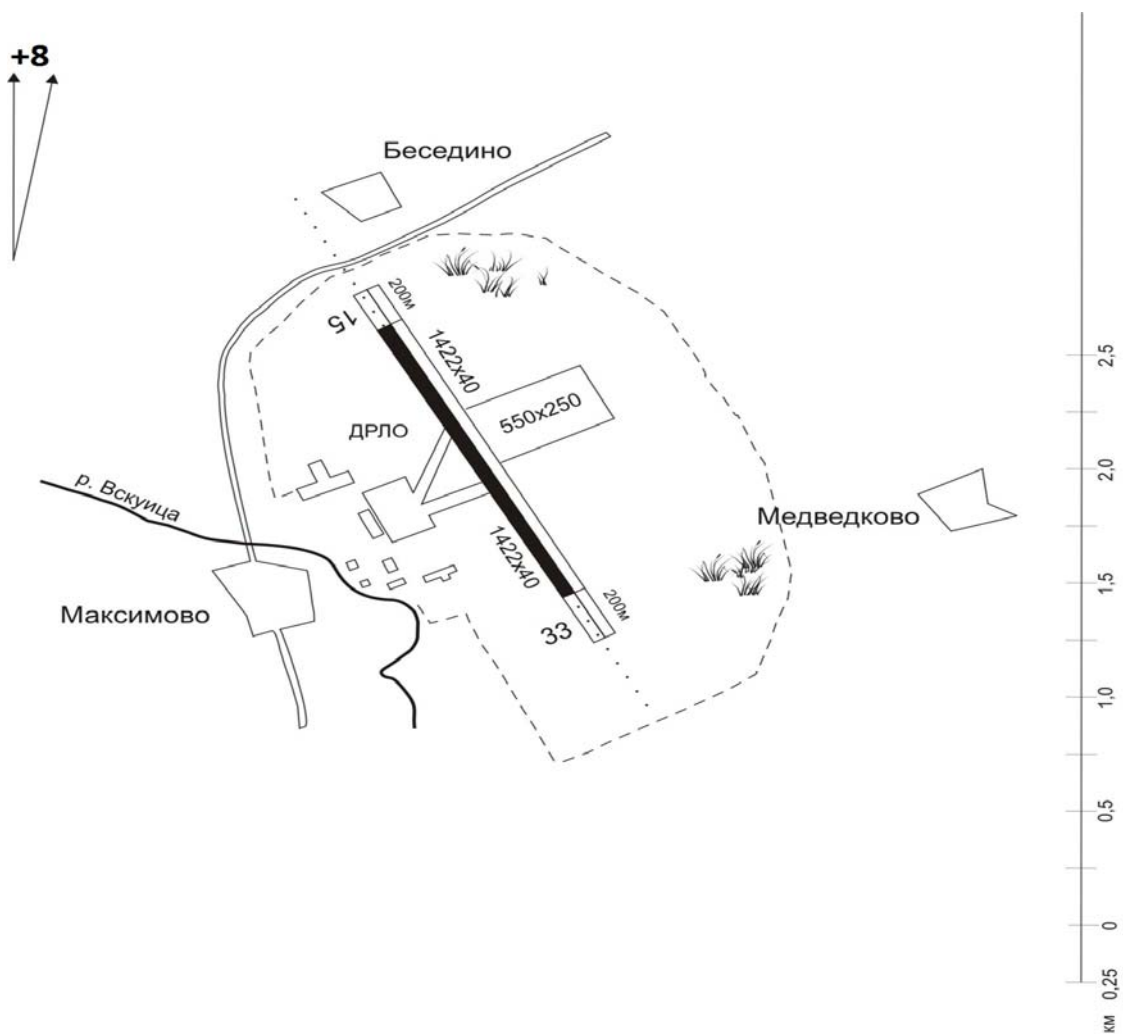 +8
Беседино
200м
15
1422x40
550x250
ДРЛО
р. Вскуица
Медведково
1422x40
Максимово
200м
33
2,5
2,0
1,5
1,0
0,5
0
0,25
км